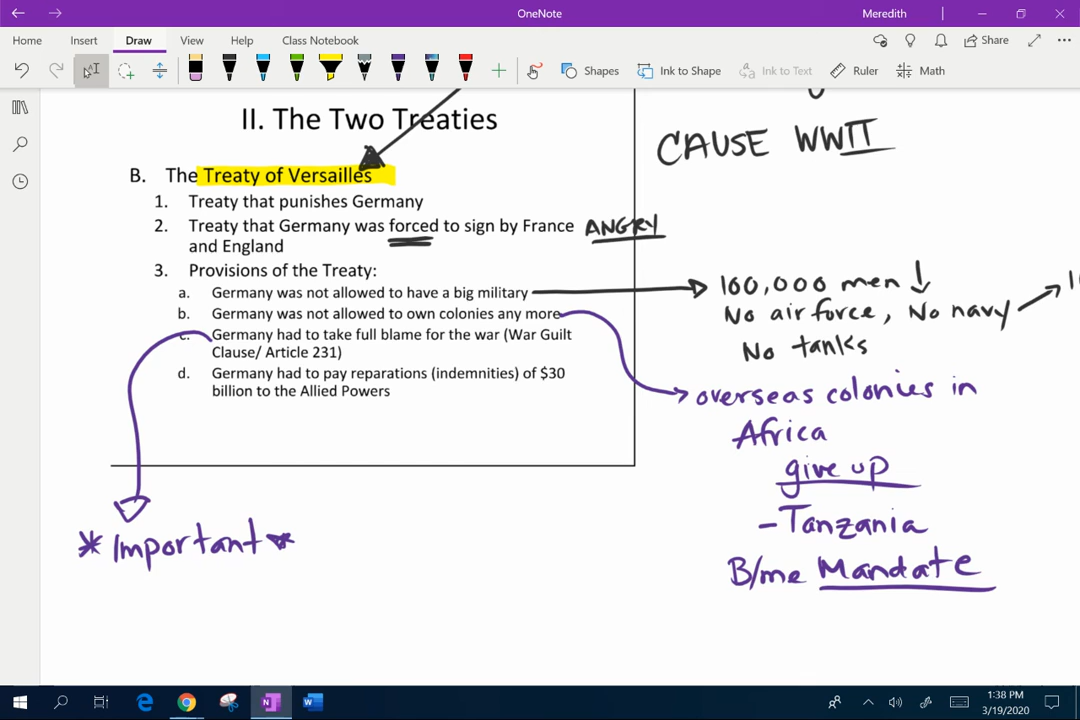 OneNote
Meredith
Home Insert Draw View Help Class Notebook
Share
Shapes Ink to Shape Ink to Text Ruler Math
II. The Two Treaties
CAUSE WWII
B. The Treaty of Versailles
1. Treaty that punishes Germany
2. Treaty that Germany was forced to sign by France ANGRY
and England
3. Provisions of the Treaty:
a. Germany was not allowed to have a big military
100,000 men ↓
b. Germany was not allowed to own colonies any more
No air force, No navy
c. Germany had to take full blame for the war (War Guilt
Clause/ Article 231)
No tanks
d. Germany had to pay reparations (indemnities) of $30
billion to the Allied Powers
overseas colonies in
Africa
give up
- Tanzania
B/me Mandate
* Important *
1:38 PM
3/19/2020